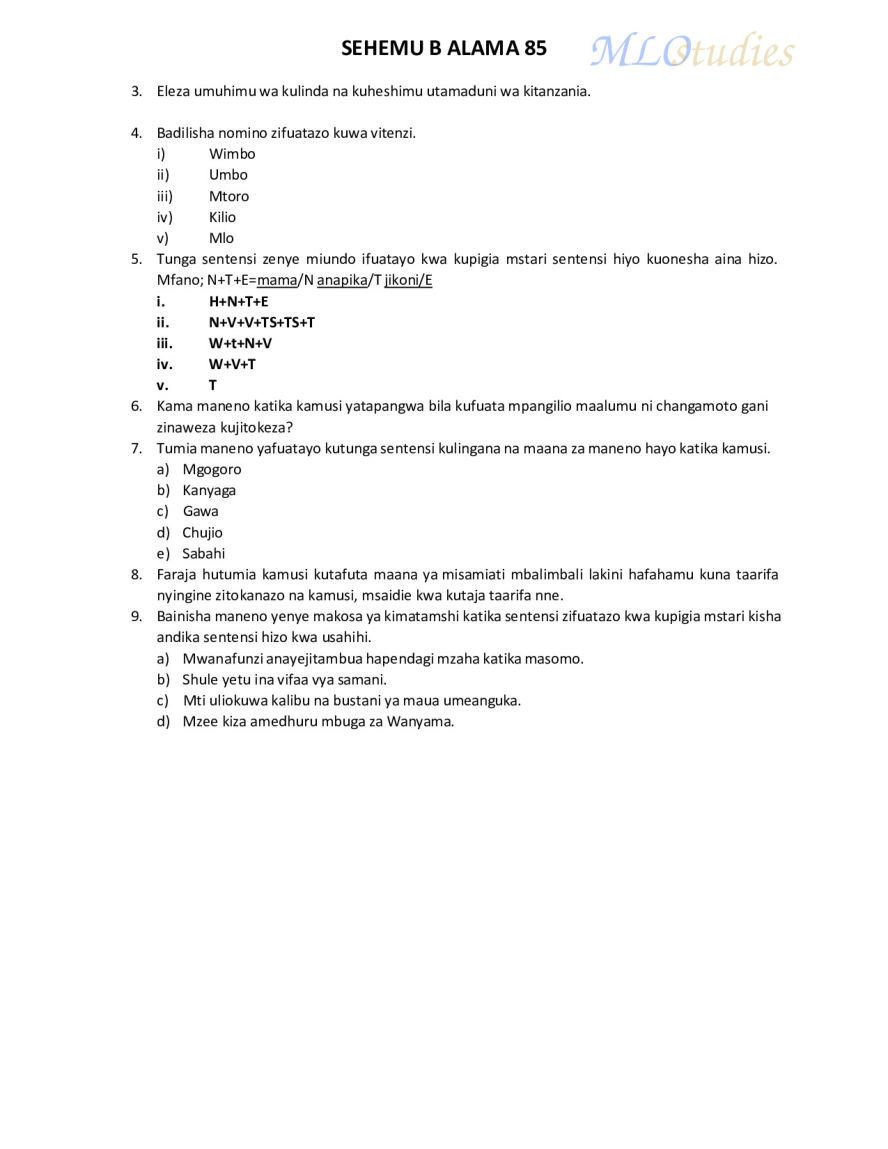 SEHEMU B ALAMA 85
MLOstudies
3. Eleza umuhimu wa kulinda na kuheshimu utamaduni wa kitanzania.
4. Badilisha nomino zifuatazo kuwa vitenzi.
i) Wimbo
ii) Umbo
iii) Mtoro
iv) Kilio
v) Mlo
5. Tunga sentensi zenye miundo ifuatayo kwa kupigia mstari sentensi hiyo kuonesha aina hizo.
Mfano; N+T+E=mama/N anapika/T jikoni/E
i. H+N+T+E
ii. N+V+V+TS+TS+T
iii. W+t+N+V
iv. W+V+T
v. T
6. Kama maneno katika kamusi yatapangwa bila kufuata mpangilio maalumu ni changamoto gani
zinaweza kujitokeza?
7. Tumia maneno yafuatayo kutunga sentensi kulingana na maana za maneno hayo katika kamusi.
a) Mgogoro
b) Kanyaga
c) Gawa
d) Chujio
e) Sabahi
8. Faraja hutumia kamusi kutafuta maana ya misamiati mbalimbali lakini hafahamu kuna taarifa
nyingine zitokanazo na kamusi, msaidie kwa kutaja taarifa nne.
9. Bainisha maneno yenye makosa ya kimatamshi katika sentensi zifuatazo kwa kupigia mstari kisha
andika sentensi hizo kwa usahihi.
a) Mwanafunzi anayejitambua hapendagi mzaha katika masomo.
b) Shule yetu ina vifaa vya samani.
c) Mti uliokuwa kalibu na bustani ya maua umeanguka.
d) Mzee kiza amedhuru mbuga za Wanyama.